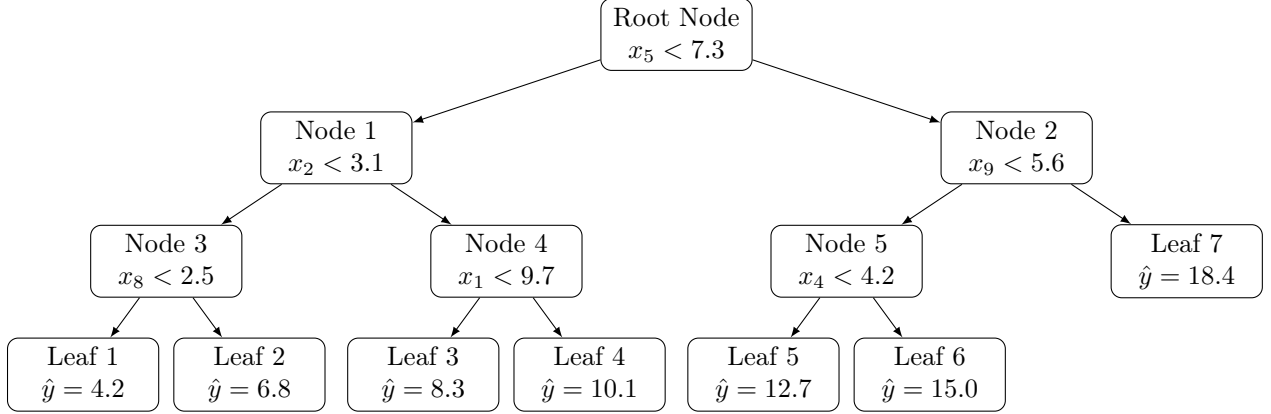 Root Node
x₅ < 7.3
Node 1
x₂ < 3.1
Node 2
x₉ < 5.6
Node 3
x₈ < 2.5
Node 4
x₁ < 9.7
Node 5
x₄ < 4.2
Leaf 7
ŷ = 18.4
Leaf 1
ŷ = 4.2
Leaf 2
ŷ = 6.8
Leaf 3
ŷ = 8.3
Leaf 4
ŷ = 10.1
Leaf 5
ŷ = 12.7
Leaf 6
ŷ = 15.0